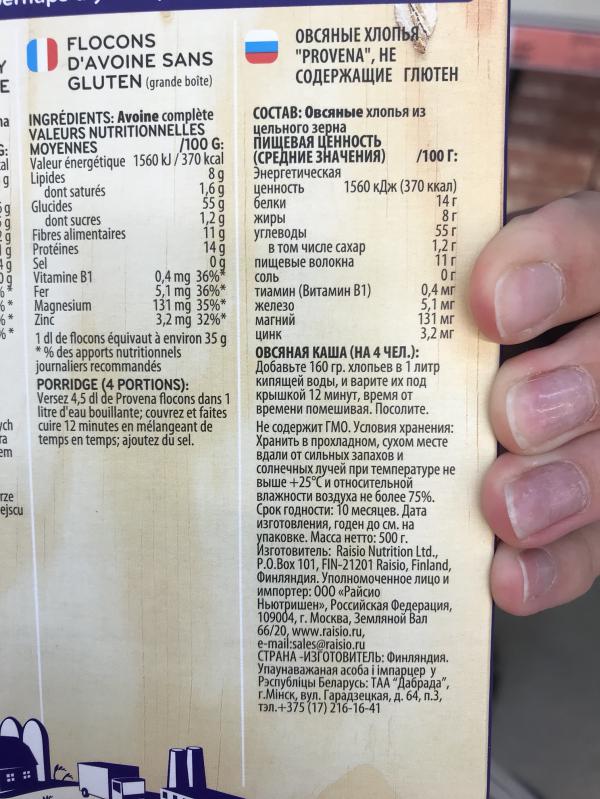 FLOCONS
D'AVOINE SANS
GLUTEN (grande boîte)
INGRÉDIENTS: Avoine complète
VALEURS NUTRITIONNELLES
MOYENNES /100 G:
Valeur énergétique 1560 kJ / 370 kcal
Lipides 8 g
dont saturés 1,6 g
Glucides 55 g
dont sucres 1,2 g
Fibres alimentaires 11 g
Protéines 14 g
Sel 0 g
Vitamine B1 0,4 mg 36%*
Fer 5,1 mg 36%*
Magnesium 131 mg 35%*
Zinc 3,2 mg 32%*
1 dl de flocons équivaut à environ 35 g
* % des apports nutritionnels
journaliers recommandés
PORRIDGE (4 PORTIONS):
Versez 4,5 dl de Provena flocons dans 1
litre d'eau bouillante; couvrez et faites
cuire 12 minutes en mélangeant de
temps en temps; ajoutez du sel.
ОВСЯНЫЕ ХЛОПЬЯ
"PROVENA", НЕ
СОДЕРЖАЩИЕ ГЛЮТЕН
СОСТАВ: Овсяные хлопья из
цельного зерна
ПИЩЕВАЯ ЦЕННОСТЬ
(СРЕДНИЕ ЗНАЧЕНИЯ) /100 Г:
Энергетическая
ценность 1560 кДж (370 ккал)
белки 14 г
жиры 8 г
углеводы 55 г
в том числе сахар 1,2 г
пищевые волокна 11 г
соль 0 г
тиамин (Витамин B1) 0,4 мг
железо 5,1 мг
магний 131 мг
цинк 3,2 мг
ОВСЯНАЯ КАША (НА 4 ЧЕЛ.):
Добавьте 160 гр. хлопьев в 1 литр
кипящей воды, и варите их под
крышкой 12 минут, время от
времени помешивая. Посолите.
Не содержит ГМО. Условия хранения:
Хранить в прохладном, сухом месте
вдали от сильных запахов и
солнечных лучей при температуре не
выше +25°С и относительной
влажности воздуха не более 75%.
Срок годности: 10 месяцев. Дата
изготовления, годен до см. на
упаковке. Масса нетто: 500 г.
Изготовитель: Raisio Nutrition Ltd.,
P.O.Box 101, FIN-21201 Raisio, Finland,
Финляндия. Уполномоченное лицо и
импортер: ООО «Райсио
Ньютришен», Российская Федерация,
109004, г. Москва, Земляной Вал
66/20, www.raisio.ru,
e-mail:sales@raisio.ru
СТРАНА -ИЗГОТОВИТЕЛЬ: Финляндия.
Упаунаважаная асоба і імпарцер у
Рэспубліцы Беларусь: ТАА "Дабрада",
г.Мінск, вул. Гарадзецкая, д. 64, п.3,
тэл.+375 (17) 216-16-41